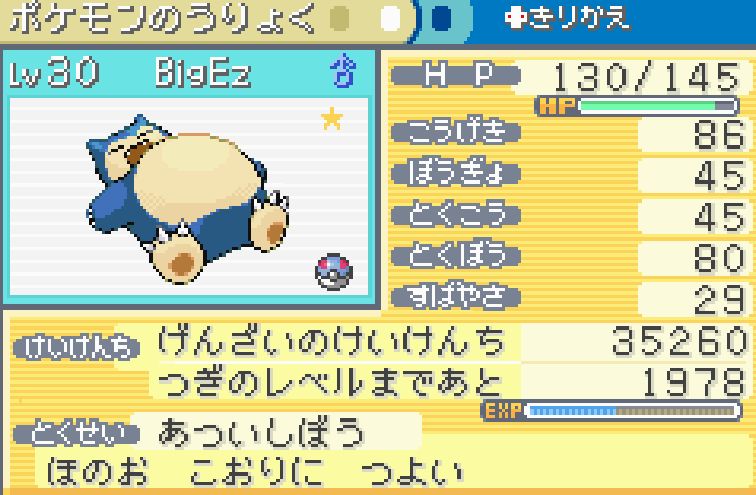 ポケモンのうりょく きりかえ
Lv30 BigEz ♂
H P 130/145
HP
こうげき 86
ぼうぎょ 45
とくこう 45
とくぼう 80
すばやさ 29
けいけんち げんざいのけいけんち 35260
つぎのレベルまであと 1978
EXP
とくせい あついしぼう
ほのお こおりに つよい